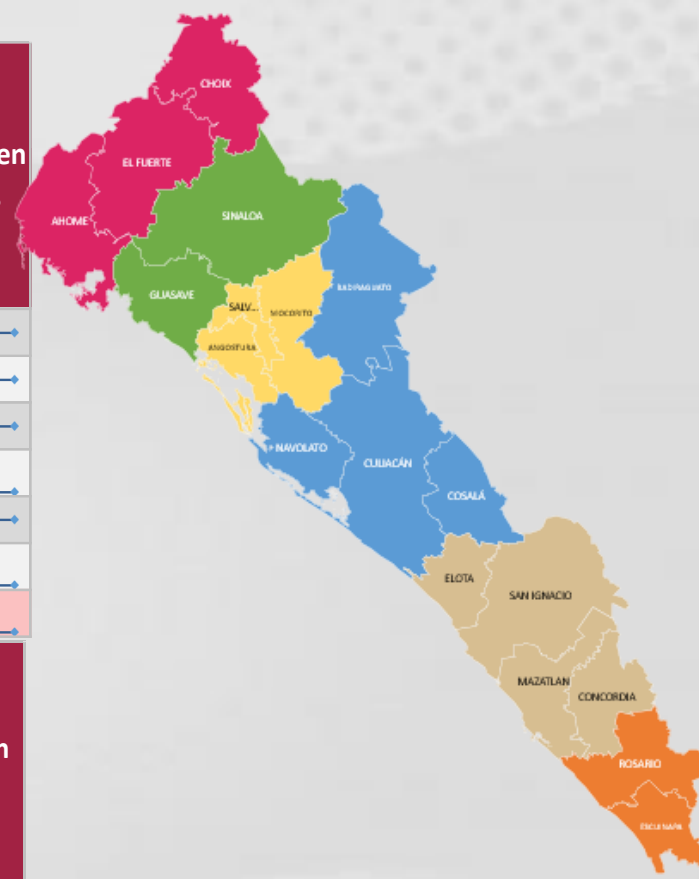 CHOIX
en
EL FUERTE
AHOME
SINALOA
BADIRAGUATO
GUASAVE
SALV...
MOCORITO
ANGOSTURA
NAVOLATO
CULIACÁN
COSALÁ
ELOTA
SAN IGNACIO
MAZATLAN
CONCORDIA
n
ROSARIO
ESCUINAPA